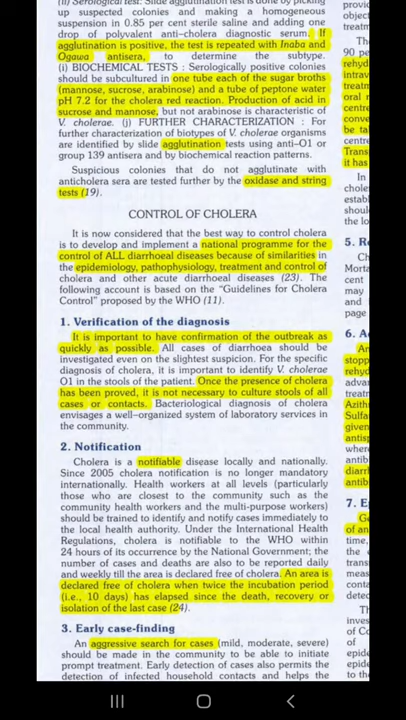 (ii) Serological test: Slide agglutination test is done by picking
up suspected colonies and making a homogeneous
suspension in 0.85 per cent sterile saline and adding one
drop of polyvalent anti-cholera diagnostic serum. If
agglutination is positive, the test is repeated with Inaba and
Ogawa antisera, to determine the subtype.
(i) BIOCHEMICAL TESTS : Serologically positive colonies
should be subcultured in one tube each of the sugar broths
(mannose, sucrose, arabinose) and a tube of peptone water
pH 7.2 for the cholera red reaction. Production of acid in
sucrose and mannose, but not arabinose is characteristic of
V. cholerae. (j) FURTHER CHARACTERIZATION : For
further characterization of biotypes of V. cholerae organisms
are identified by slide agglutination tests using anti-O1 or
group 139 antisera and by biochemical reaction patterns.
Suspicious colonies that do not agglutinate with
anticholera sera are tested further by the oxidase and string
tests (19).
CONTROL OF CHOLERA
It is now considered that the best way to control cholera
is to develop and implement a national programme for the
control of ALL diarrhoeal diseases because of similarities in
the epidemiology, pathophysiology, treatment and control of
cholera and other acute diarrhoeal diseases (23). The
following account is based on the "Guidelines for Cholera
Control" proposed by the WHO (11).
1. Verification of the diagnosis
It is important to have confirmation of the outbreak as
quickly as possible. All cases of diarrhoea should be
investigated even on the slightest suspicion. For the specific
diagnosis of cholera, it is important to identify V. cholerae
O1 in the stools of the patient. Once the presence of cholera
has been proved, it is not necessary to culture stools of all
cases or contacts. Bacteriological diagnosis of cholera
envisages a well-organized system of laboratory services in
the community.
2. Notification
Cholera is a notifiable disease locally and nationally.
Since 2005 cholera notification is no longer mandatory
internationally. Health workers at all levels (particularly
those who are closest to the community such as the
community health workers and the multi-purpose workers)
should be trained to identify and notify cases immediately to
the local health authority. Under the International Health
Regulations, cholera is notifiable to the WHO within
24 hours of its occurrence by the National Government; the
number of cases and deaths are also to be reported daily
and weekly till the area is declared free of cholera. An area is
declared free of cholera when twice the incubation period
(i.e., 10 days) has elapsed since the death, recovery or
isolation of the last case (24).
3. Early case-finding
An aggressive search for cases (mild, moderate, severe)
should be made in the community to be able to initiate
prompt treatment. Early detection of cases also permits the
detection of infected household contacts and helps the